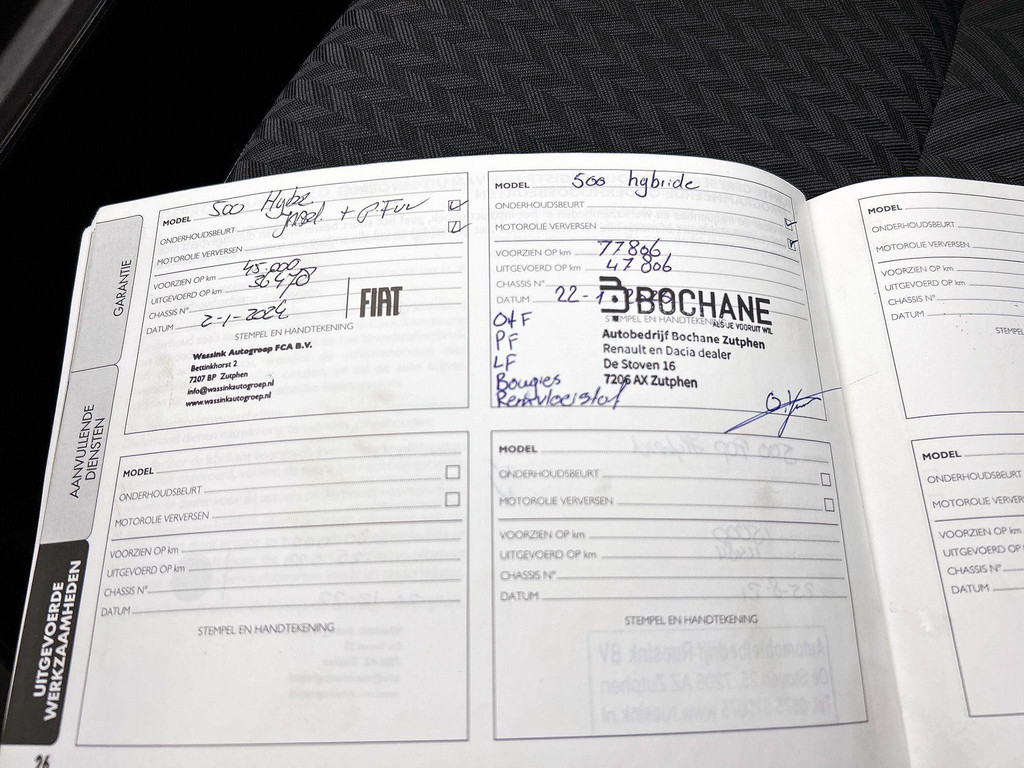 GARANTIE
AANVULLENDE
DIENSTEN
UITGEVOERDE
WERKZAAMHEDEN
26
MODEL 500
ONDERHOUDSBEURT
MOTOROLIE VERVERSEN
VOORZIEN OP km 45.000
UITGEVOERD OP km 36478
CHASSIS N°
DATUM 2-1-2024
FIAT
STEMPEL EN HANDTEKENING
Wassink Autogroep FCA B.V.
Bettinkhorst 2
7207 BP Zutphen
info@wassinkautogroep.nl
www.wassinkautogroep.nl
MODEL 500 hybride
ONDERHOUDSBEURT
MOTOROLIE VERVERSEN
VOORZIEN OP km 77806
UITGEVOERD OP km 47806
CHASSIS N°
DATUM 22-1
BOCHANE
ALS JE VOORUIT WIL
STEMPEL EN HANDTEKENING
Autobedrijf Bochane Zutphen
Renault en Dacia dealer
De Stoven 16
7206 AX Zutphen
O+F
PF
LF
Bougies
Remvloeistof
MODEL
ONDERHOUDSBEURT
MOTOROLIE VERVERSEN
VOORZIEN OP km
UITGEVOERD OP km
CHASSIS N°
DATUM
STEMPEL EN HANDTEKENING
MODEL
ONDERHOUDSBEURT
MOTOROLIE VERVERSEN
VOORZIEN OP km
UITGEVOERD OP km
CHASSIS N°
DATUM
STEMPEL EN HANDTEKENING
MODEL
ONDERHOUDSBEURT
MOTOROLIE VERVERSEN
VOORZIEN OP km
UITGEVOERD OP km
CHASSIS N°
DATUM
STEMPEL
MODEL
ONDERHOUDSBEURT
MOTOROLIE VERVERSEN
VOORZIEN OP km
UITGEVOERD OP km
CHASSIS N°
DATUM